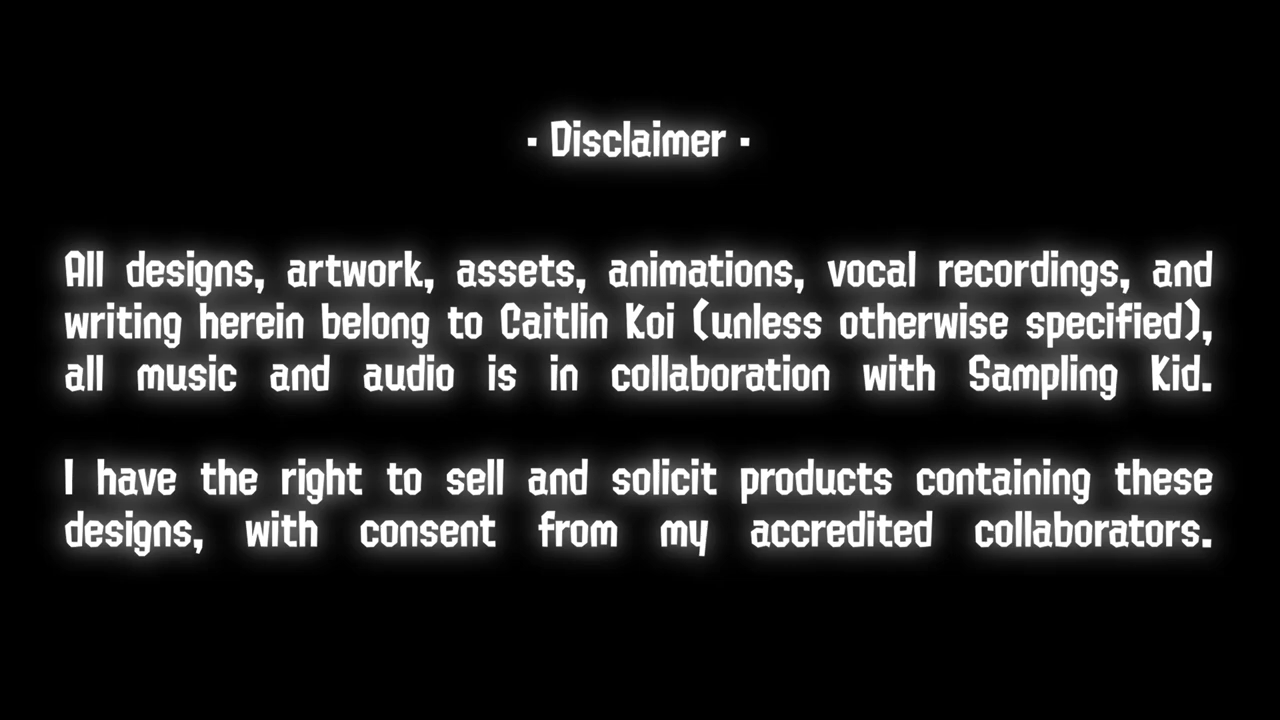 · Disclaimer ·
All designs, artwork, assets, animations, vocal recordings, and
writing herein belong to Caitlin Koi (unless otherwise specified),
all music and audio is in collaboration with Sampling Kid.
I have the right to sell and solicit products containing these
designs, with consent from my accredited collaborators.